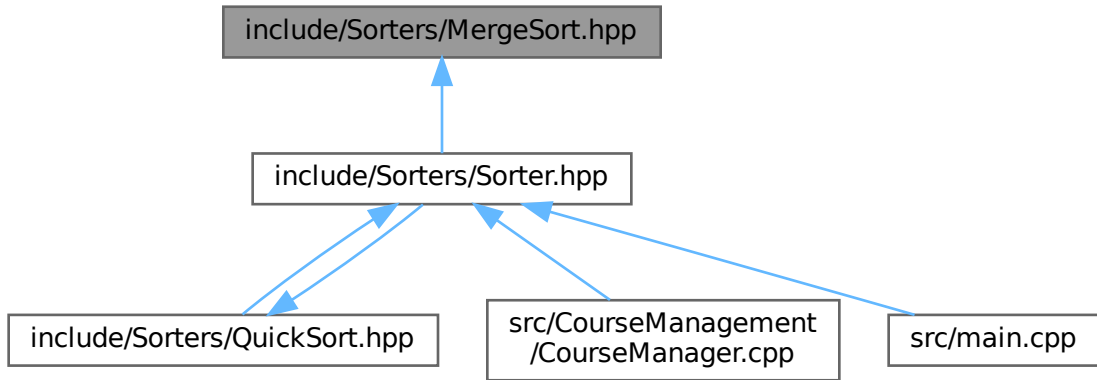 include/Sorters/MergeSort.hpp
include/Sorters/Sorter.hpp
include/Sorters/QuickSort.hpp
src/CourseManagement
/CourseManager.cpp
src/main.cpp